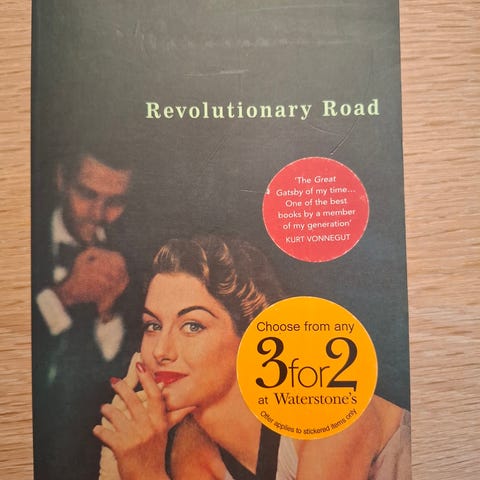 Revolutionary Road
'The Great
Gatsby of my time...
One of the best
books by a member
of my generation'
KURT VONNEGUT
Choose from any
3for2
at Waterstone's
Offer applies to stickered items only